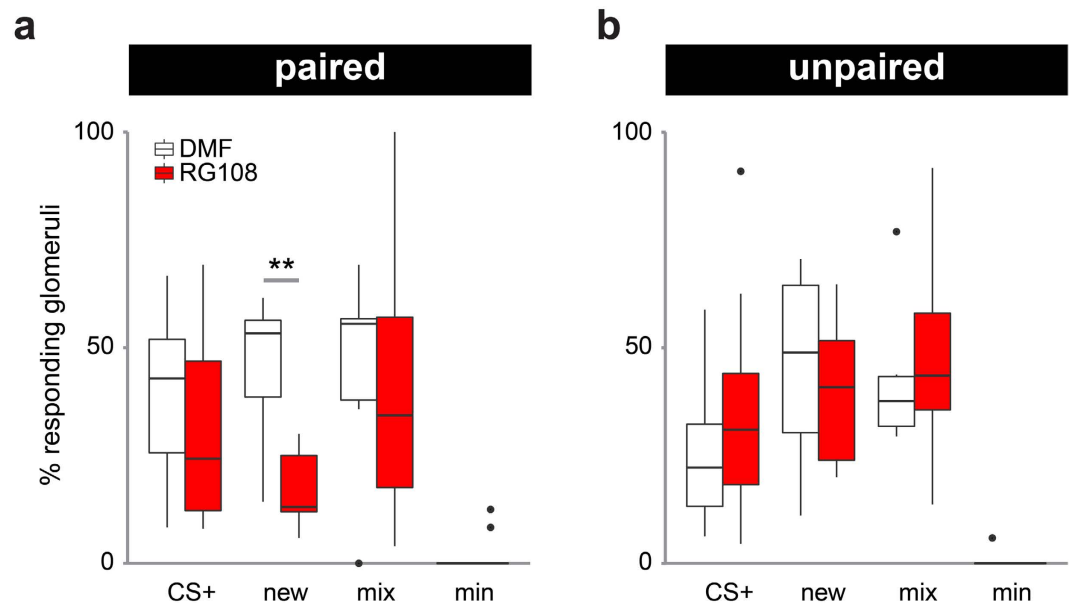 a
paired
100
DMF
RG108
**
50
0
% responding glomeruli
CS+ new mix min
b
unpaired
100
50
0
CS+ new mix min